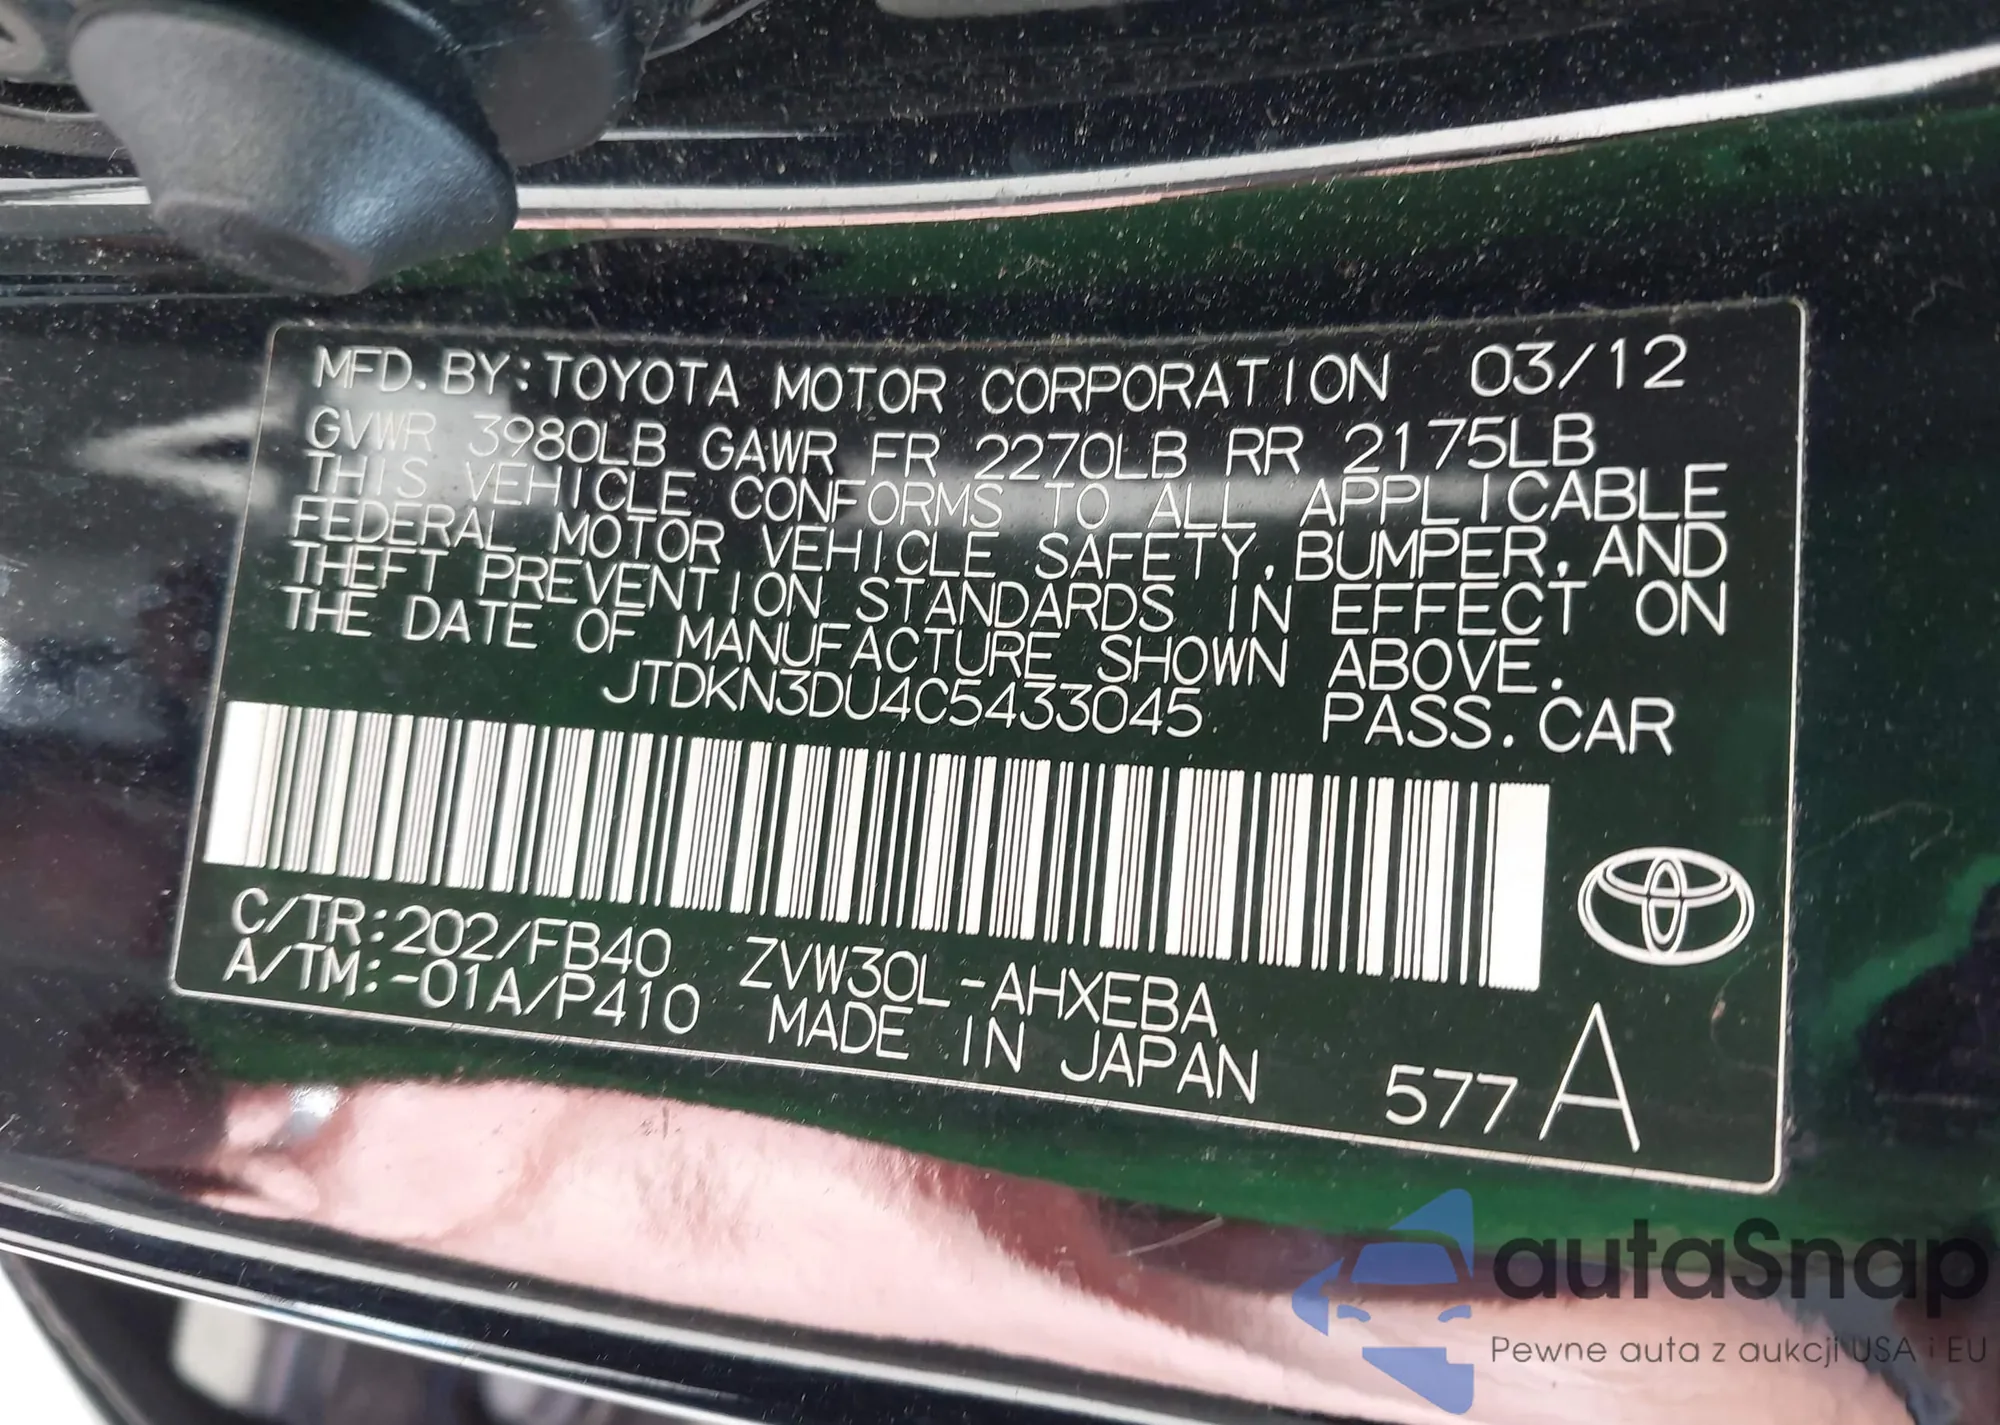 MFD. BY: TOYOTA MOTOR CORPORATION 03/12
GVWR 3980LB GAWR FR 2270LB RR 2175LB
THIS VEHICLE CONFORMS TO ALL APPLICABLE
FEDERAL MOTOR VEHICLE SAFETY, BUMPER, AND
THEFT PREVENTION STANDARDS IN EFFECT ON
THE DATE OF MANUFACTURE SHOWN ABOVE.
JTDKN3DU4C5433045 PASS. CAR
C/TR: 202/FB40 ZVW30L-AHXEBA
A/TM: -01A/P410 MADE IN JAPAN 577 A
autaSnap
Pewne auta z aukcji USA i EU